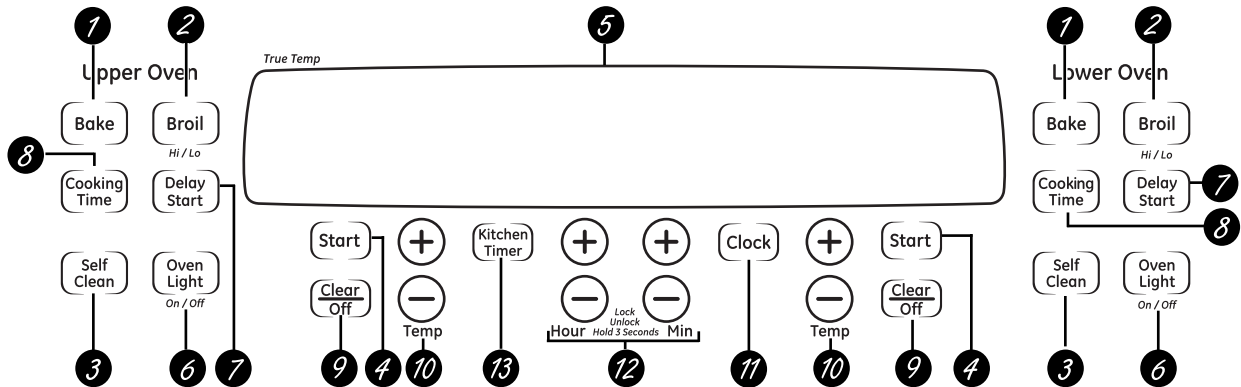 1 2 5 1 2
True Temp
Upper Oven Lower Oven
Bake Broil Bake Broil
Hi / Lo Hi / Lo
8 7
Cooking Time Delay Start Cooking Time Delay Start
8
Start Kitchen Timer Clock Start
Self Clean Oven Light Self Clean Oven Light
+ + + +
Clear Off Clear Off
− − − −
On / Off On / Off
Lock
Unlock
Hold 3 Seconds
Temp Hour Min Temp
3 6 7 9 4 10 13 12 11 10 9 4 3 6